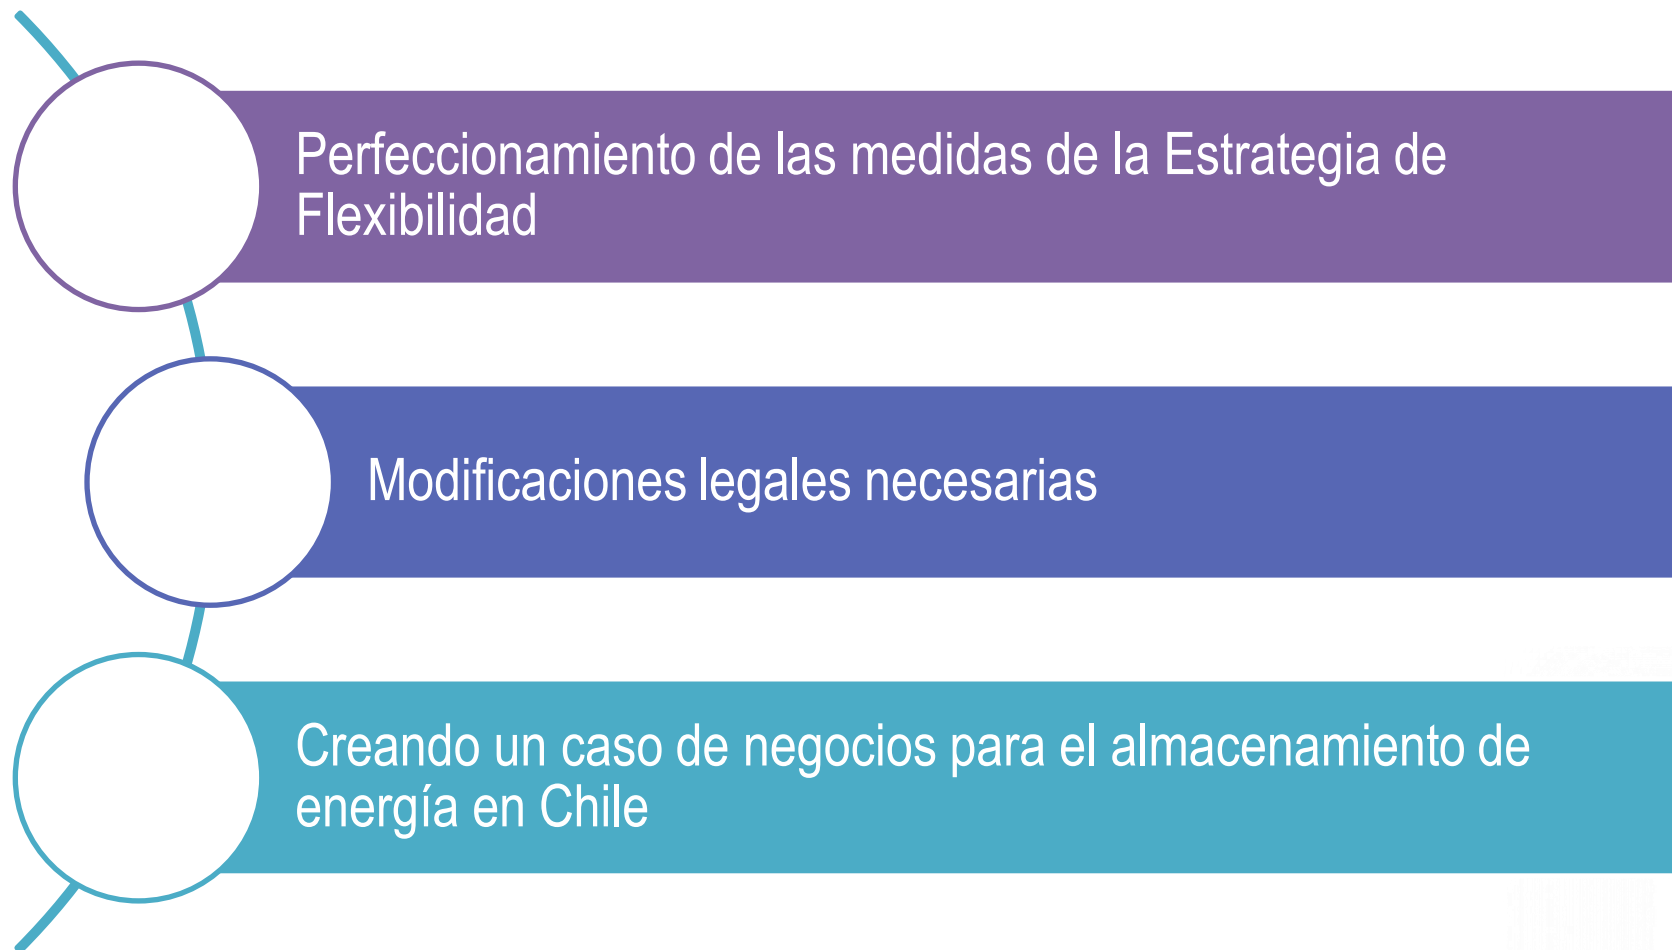 Perfeccionamiento de las medidas de la Estrategia de
Flexibilidad
Modificaciones legales necesarias
Creando un caso de negocios para el almacenamiento de
energía en Chile